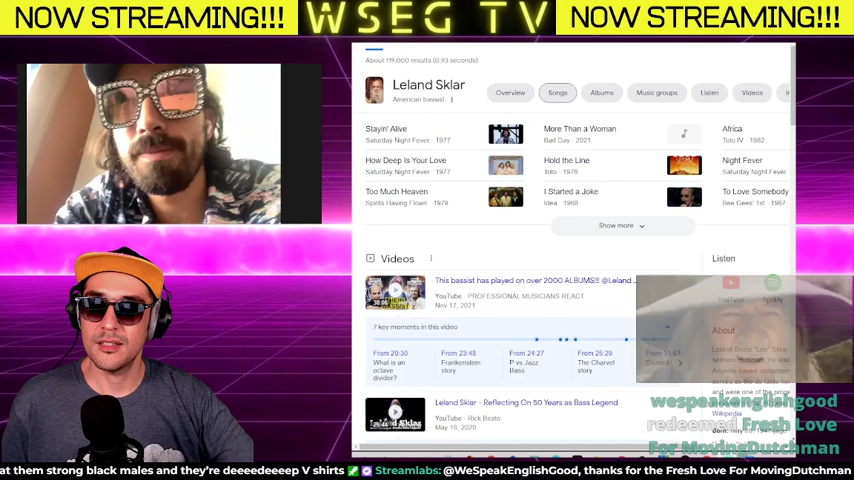 NOW STREAMING!!!
WSEG TV
NOW STREAMING!!!
About 119,000 results (0.93 seconds)
Leland Sklar
American bassist
Overview
Songs
Albums
Music groups
Listen
Videos
Stayin' Alive
Saturday Night Fever · 1977
More Than a Woman
Bad Day · 2021
Africa
Toto IV · 1982
How Deep Is Your Love
Saturday Night Fever · 1977
Hold the Line
Toto · 1978
Night Fever
Saturday Night Fever
Too Much Heaven
Spirits Having Flown · 1979
I Started a Joke
Idea · 1968
To Love Somebody
Bee Gees' 1st · 1967
Show more
Videos
Listen
This bassist has played on over 2000 ALBUMS!!! @Leland ...
YouTube · PROFESSIONAL MUSICIANS REACT
Nov 17, 2021
38:06
YouTube
Spotify
7 key moments in this video
About
From 20:30
What is an
octave
divider?
From 23:48
Frankenstein
story
From 24:27
P vs Jazz
Bass
From 25:29
The Charvel
story
Leland Sklar - Reflecting On 50 Years as Bass Legend
YouTube · Rick Beato
May 18, 2020
Leland Sklar
Wikipedia
wespeakenglishgood
redeemed Fresh Love
For MovingDutchman
at them strong black males and they're deeeedeeeep V shirts
Streamlabs: @WeSpeakEnglishGood, thanks for the Fresh Love For MovingDutchman